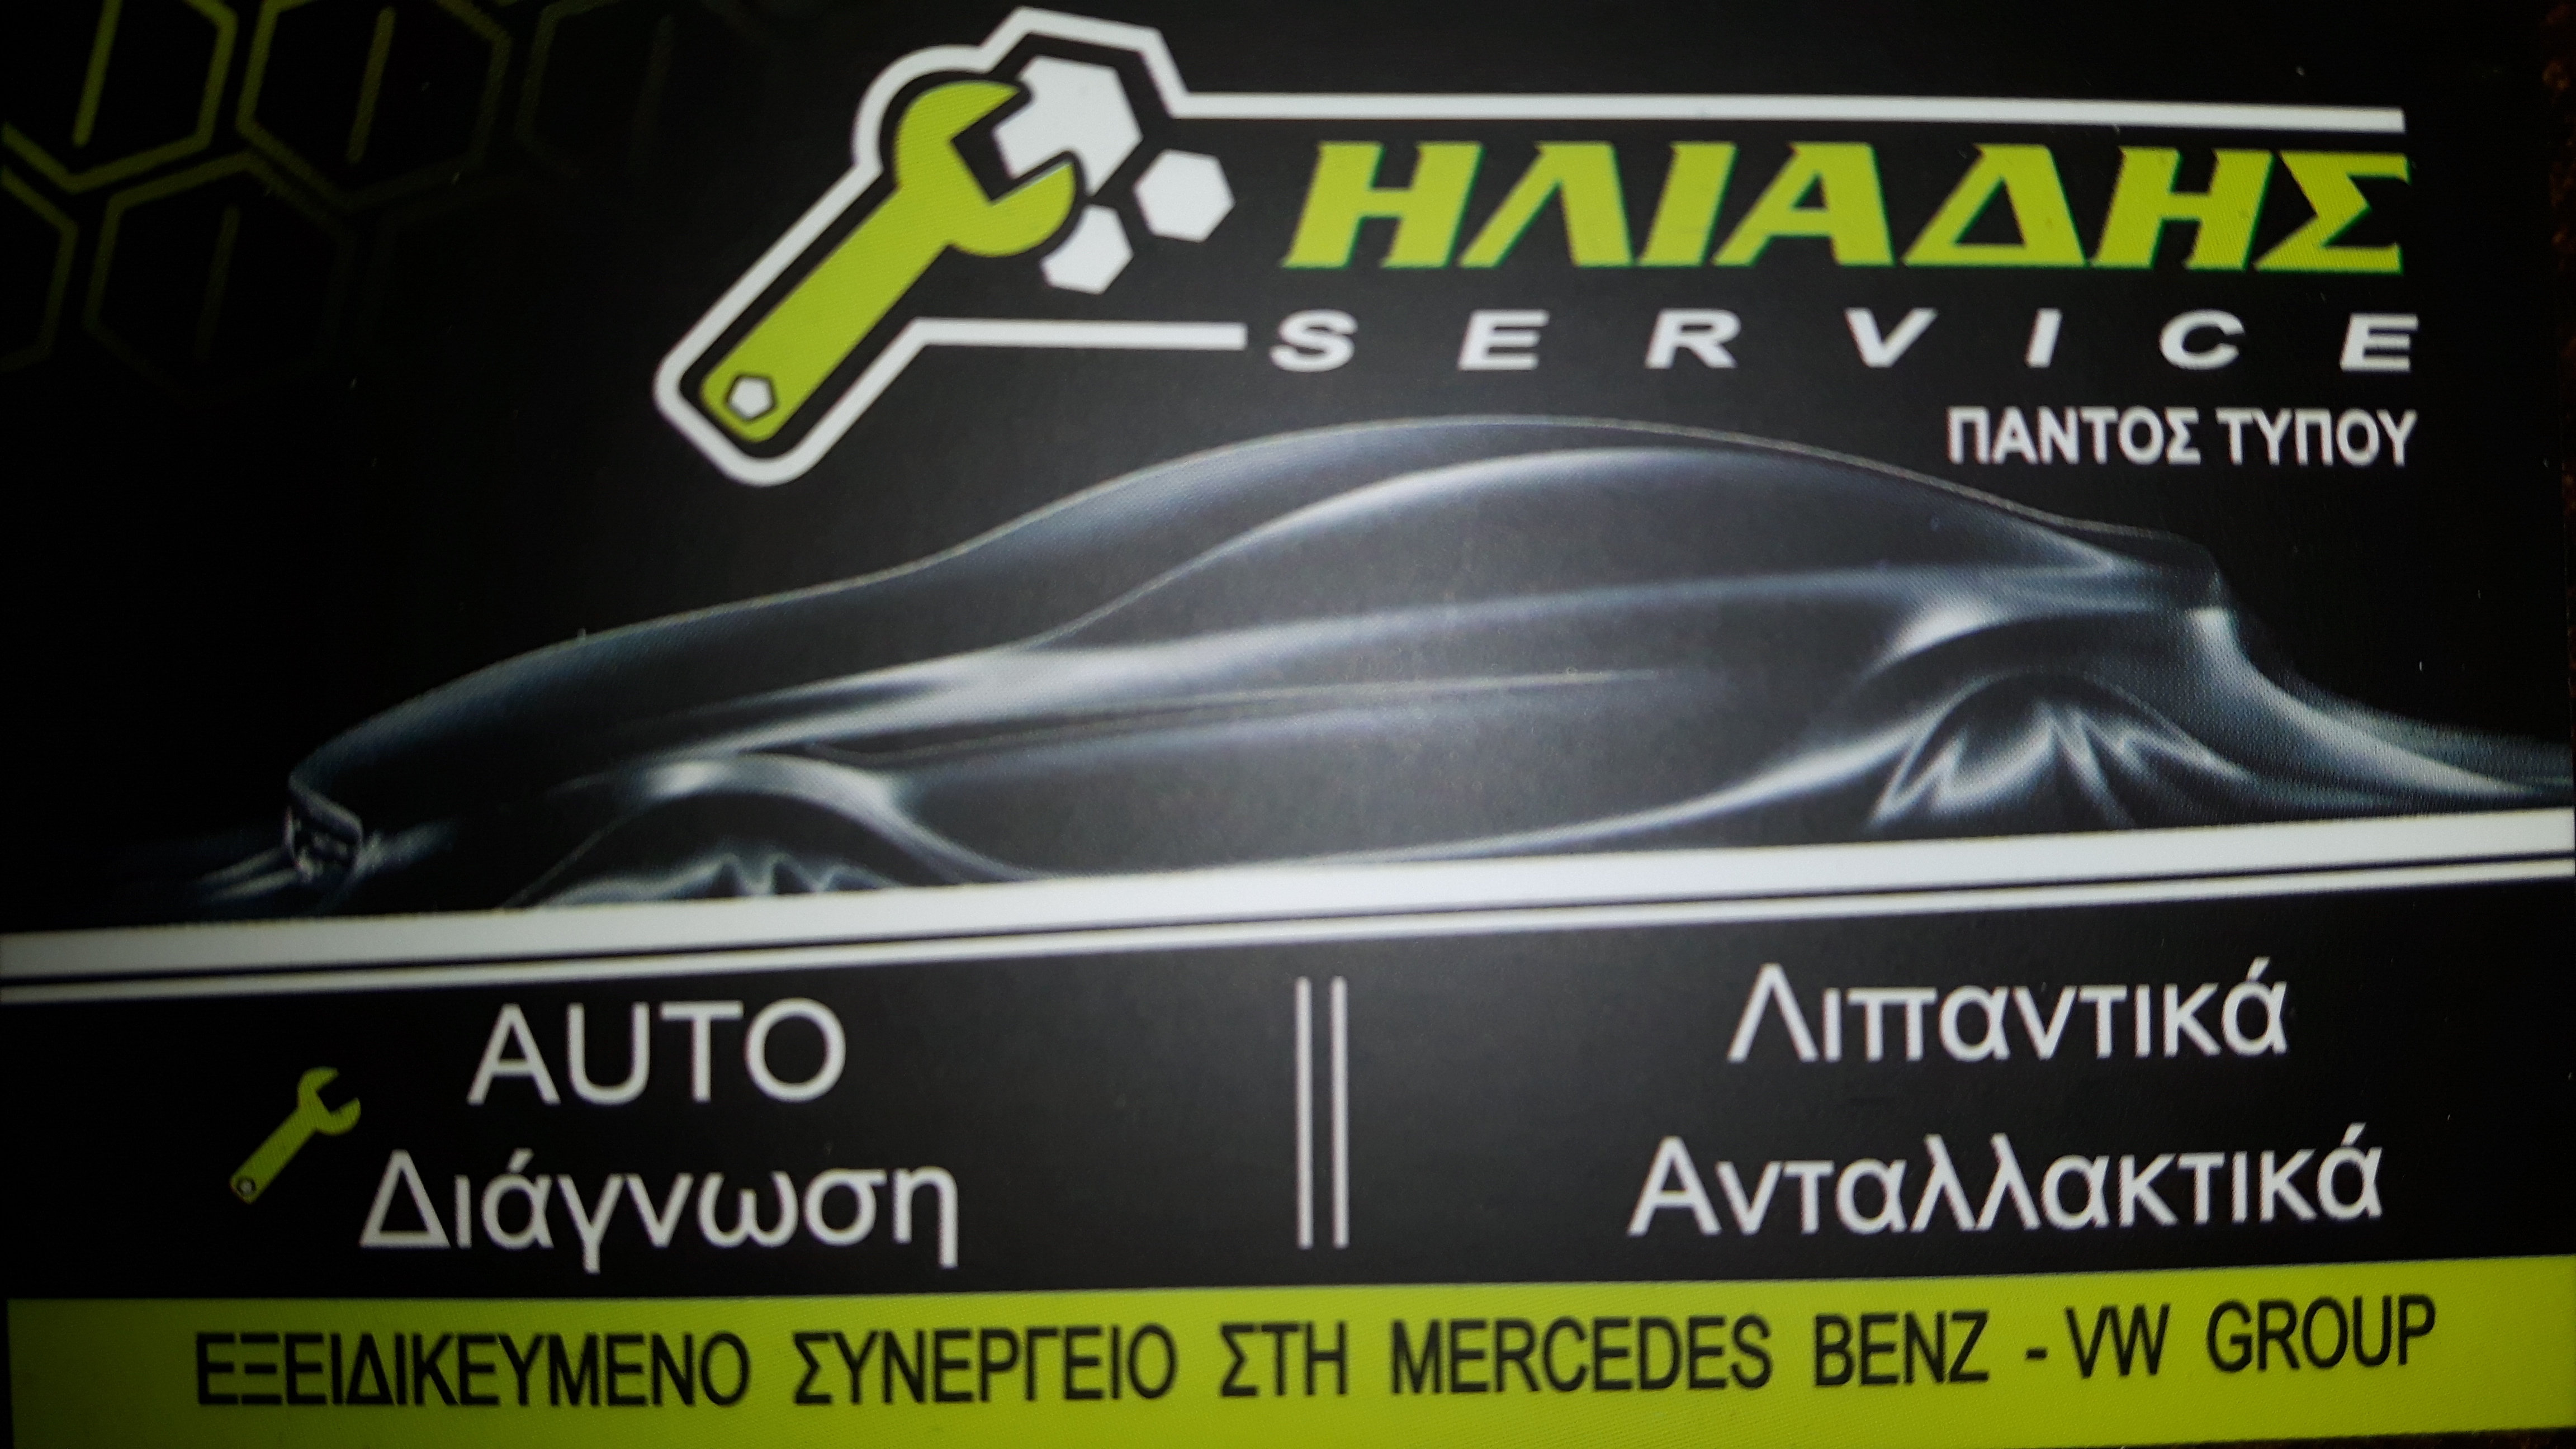 ΗΛΙΑΔΗΣ
SERVICE
ΠΑΝΤΟΣ ΤΥΠΟΥ
AUTO
Διάγνωση
Λιπαντικά
Ανταλλακτικά
ΕΞΕΙΔΙΚΕΥΜΕΝΟ ΣΥΝΕΡΓΕΙΟ ΣΤΗ MERCEDES BENZ - VW GROUP